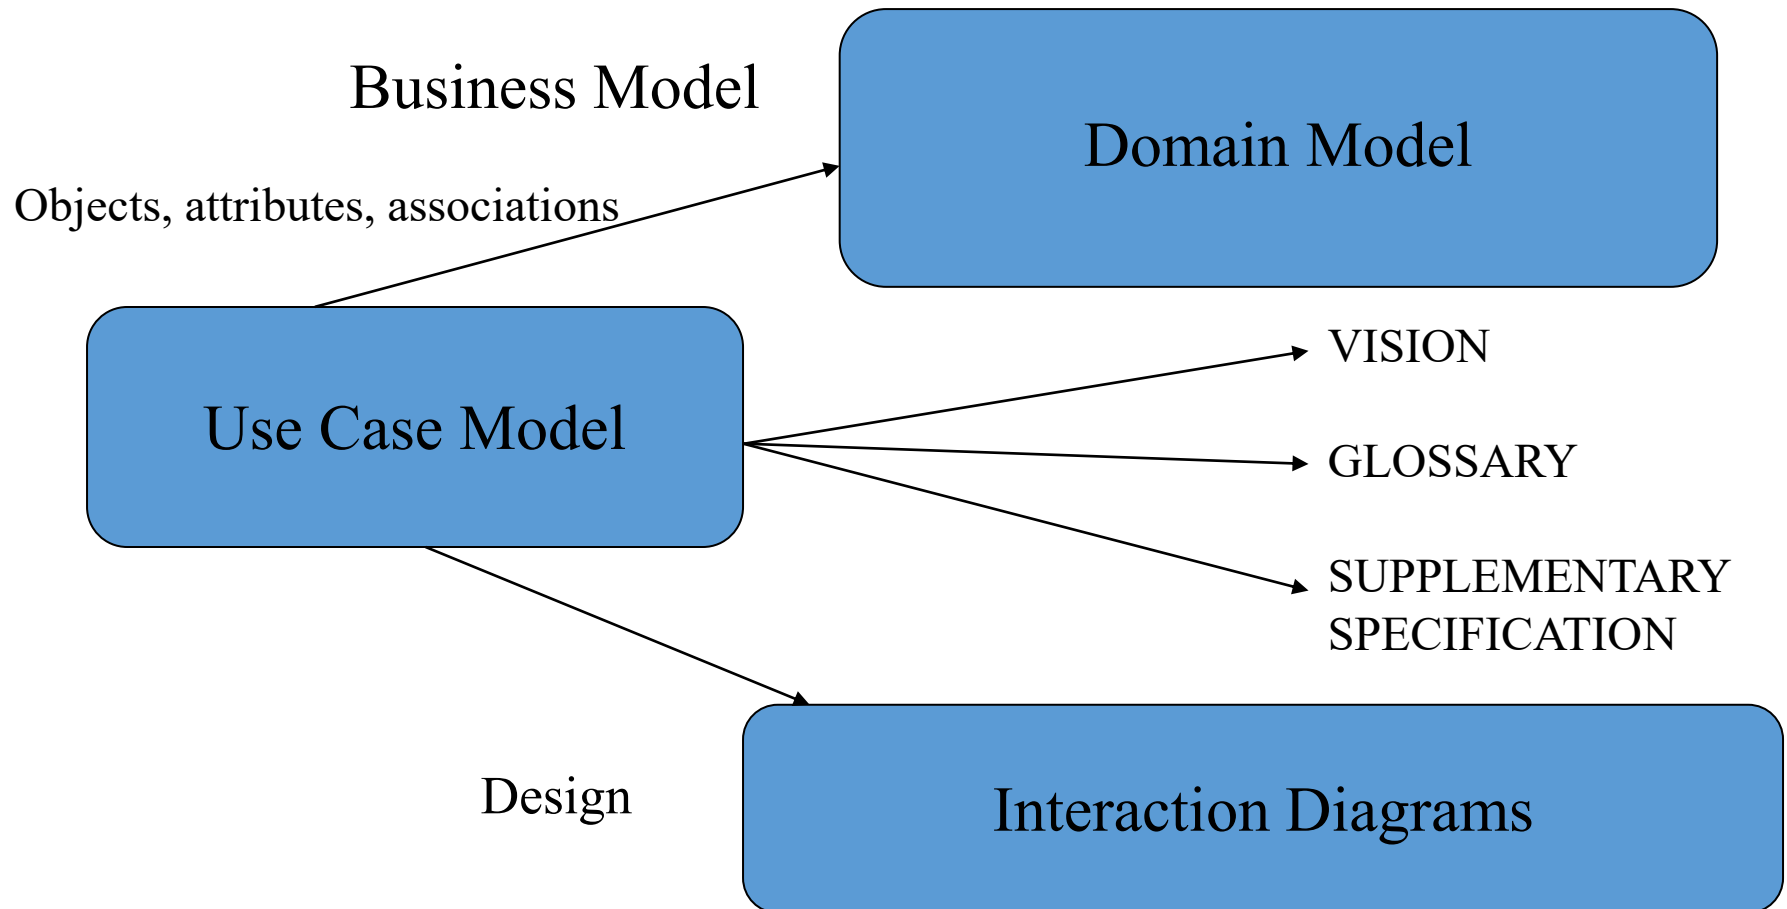 Business Model
Domain Model
Objects, attributes, associations
VISION
Use Case Model
GLOSSARY
SUPPLEMENTARY
SPECIFICATION
Design
Interaction Diagrams